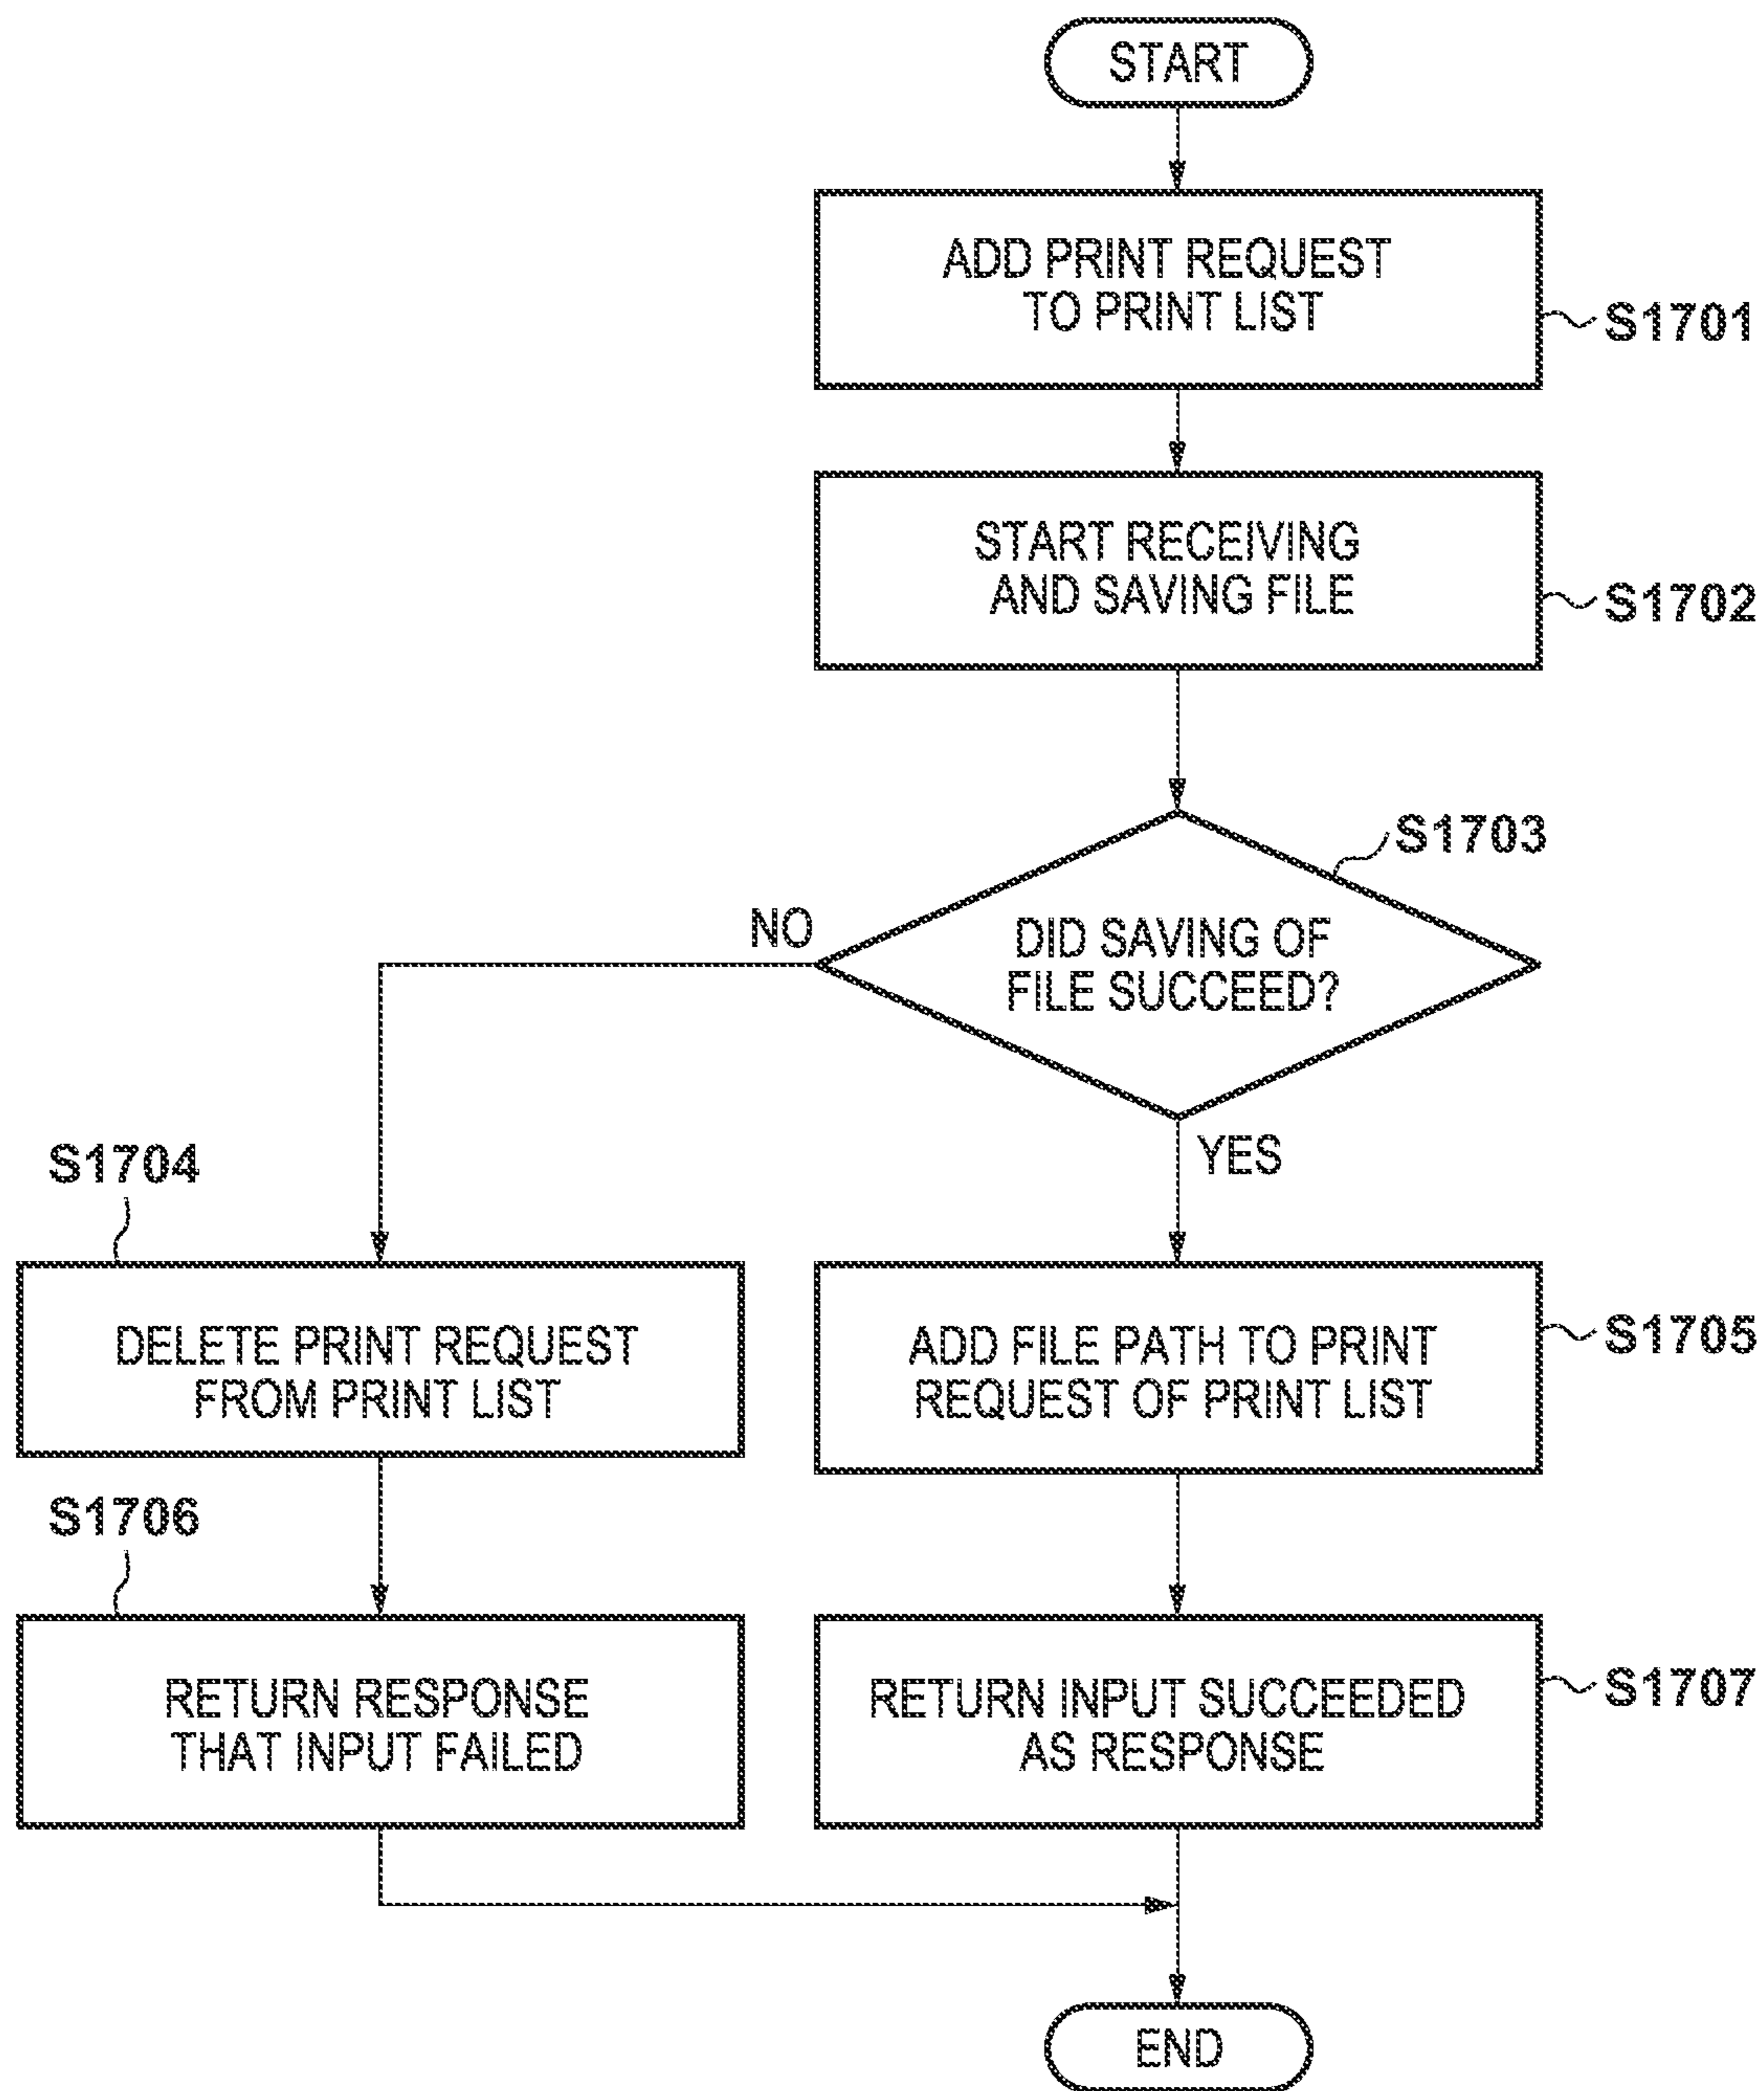 START
ADD PRINT REQUEST
TO PRINT LIST
S1701
START RECEIVING
AND SAVING FILE
S1702
S1703
DID SAVING OF
FILE SUCCEED?
NO
YES
S1704
DELETE PRINT REQUEST
FROM PRINT LIST
ADD FILE PATH TO PRINT
REQUEST OF PRINT LIST
S1705
S1706
RETURN RESPONSE
THAT INPUT FAILED
RETURN INPUT SUCCEEDED
AS RESPONSE
S1707
END